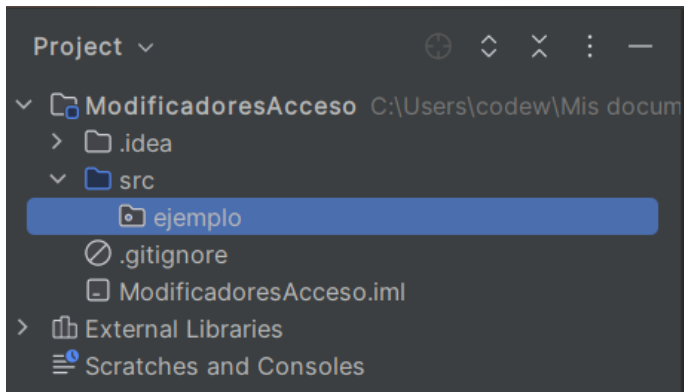 Project
ModificadoresAcceso C:\Users\codew\Mis docum
.idea
src
ejemplo
.gitignore
ModificadoresAcceso.iml
External Libraries
Scratches and Consoles